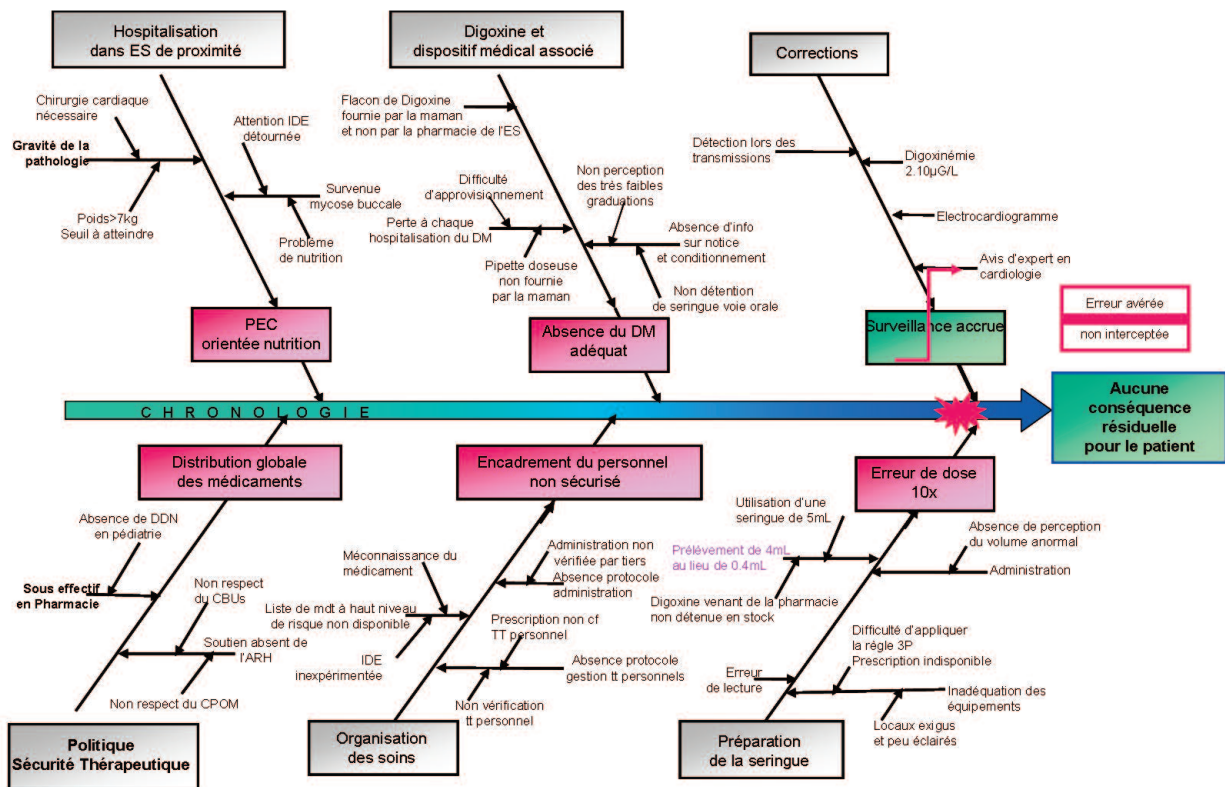 Hospitalisation
dans ES de proximité
Digoxine et
dispositif médical associé
Corrections
Chirurgie cardiaque
nécessaire
Gravité de la
pathologie
Poids>7kg
Seuil à atteindre
Attention IDE
détournée
Survenue
mycose buccale
Problème
de nutrition
Flacon de Digoxine
fournie par la maman
et non par la pharmacie de l'ES
Difficulté
d'approvisionnement
Perte à chaque
hospitalisation du DM
Pipette doseuse
non fournie
par la maman
Non perception
des très faibles
graduations
Absence d'info
sur notice
et conditionnement
Non détention
de seringue voie orale
Détection lors des
transmissions
Digoxinémie
2.10µG/L
Electrocardiogramme
Avis d'expert en
cardiologie
PEC
orientée nutrition
Absence du DM
adéquat
Surveillance accrue
Erreur avérée
non interceptée
CHRONOLOGIE
Aucune
conséquence
résiduelle
pour le patient
Distribution globale
des médicaments
Encadrement du personnel
non sécurisé
Erreur de dose
10x
Absence de DDN
en pédiatrie
Sous effectif
en Pharmacie
Non respect
du CBUs
Soutien absent de
l'ARH
Non respect du CPOM
Méconnaissance du
médicament
Liste de mdt à haut niveau
de risque non disponible
IDE
inexpérimentée
Administration non
vérifiée par tiers
Absence protocole
administration
Prescription non cf
TT personnel
Absence protocole
gestion tt personnels
Non vérification
tt personnel
Utilisation d'une
seringue de 5mL
Prélèvement de 4mL
au lieu de 0.4mL
Digoxine venant de la pharmacie
non détenue en stock
Absence de perception
du volume anormal
Administration
Difficulté d'appliquer
la régle 3P
Prescription indisponible
Erreur
de lecture
Inadéquation des
équipements
Locaux exigus
et peu éclairés
Politique
Sécurité Thérapeutique
Organisation
des soins
Préparation
de la seringue